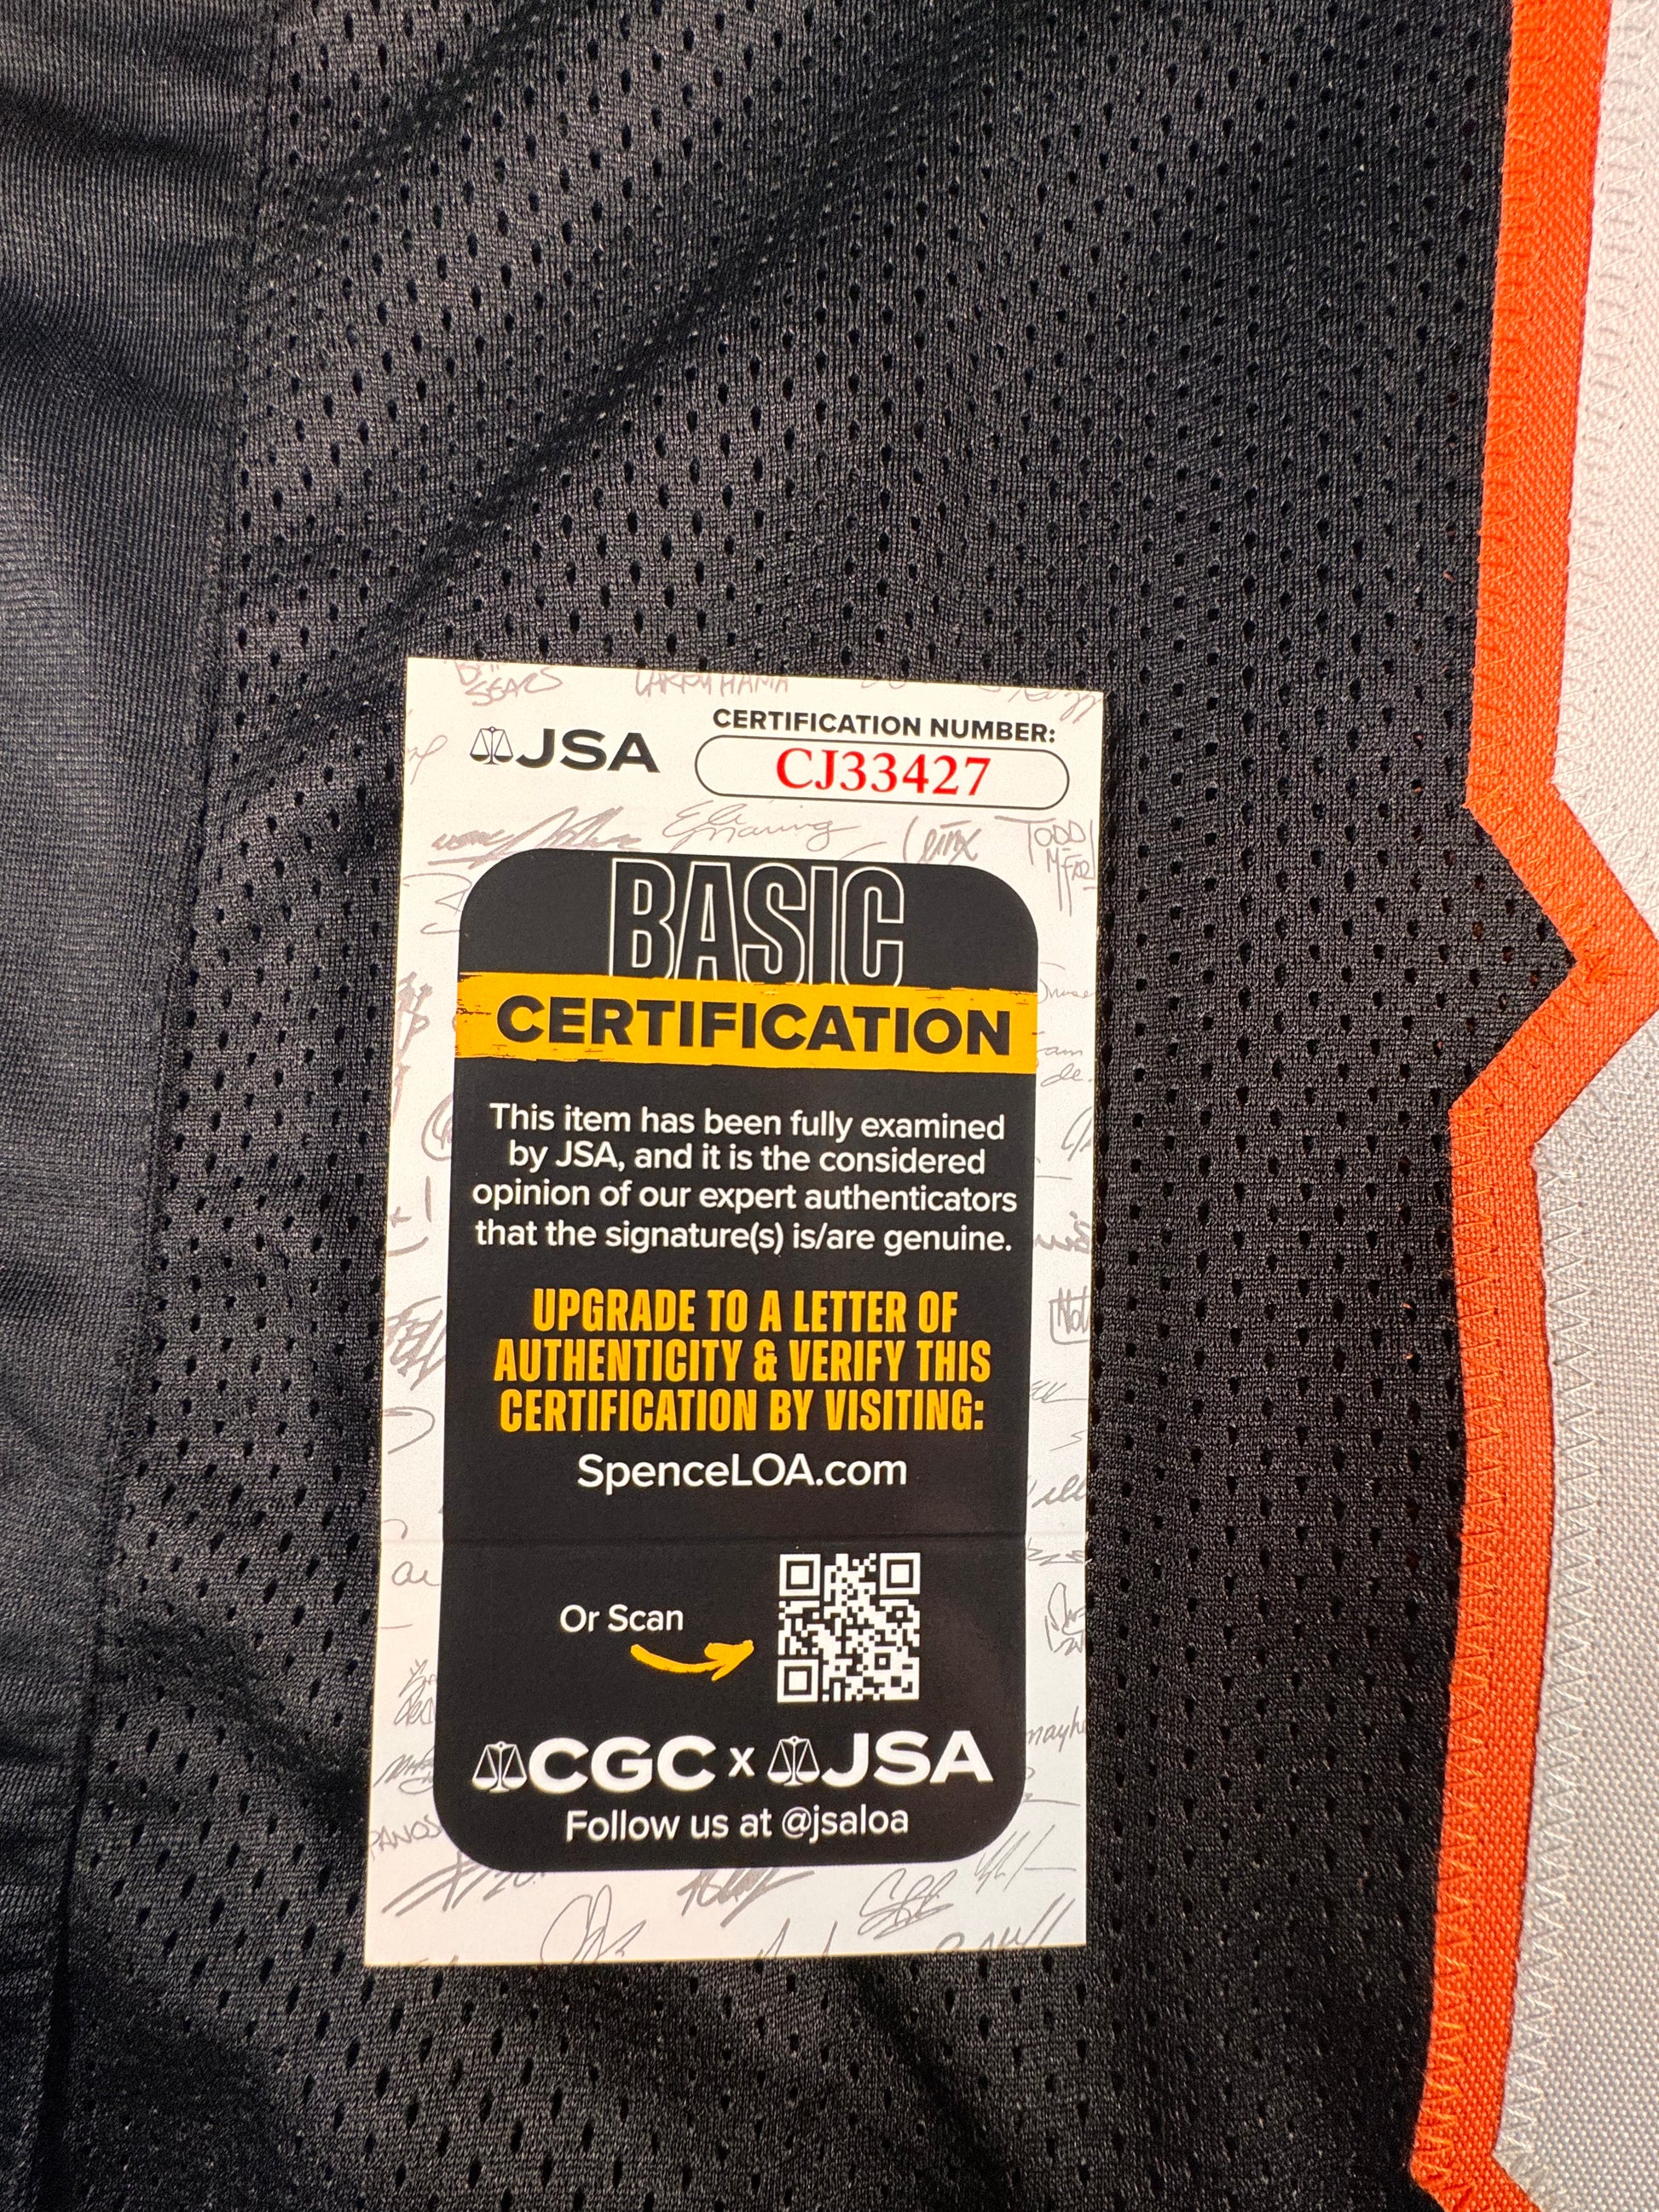 JSA
CERTIFICATION NUMBER:
CJ33427
BASIC
CERTIFICATION
This item has been fully examined
by JSA, and it is the considered
opinion of our expert authenticators
that the signature(s) is/are genuine.
UPGRADE TO A LETTER OF
AUTHENTICITY & VERIFY THIS
CERTIFICATION BY VISITING:
SpenceLOA.com
Or Scan
CGC x JSA
Follow us at @jsaloa